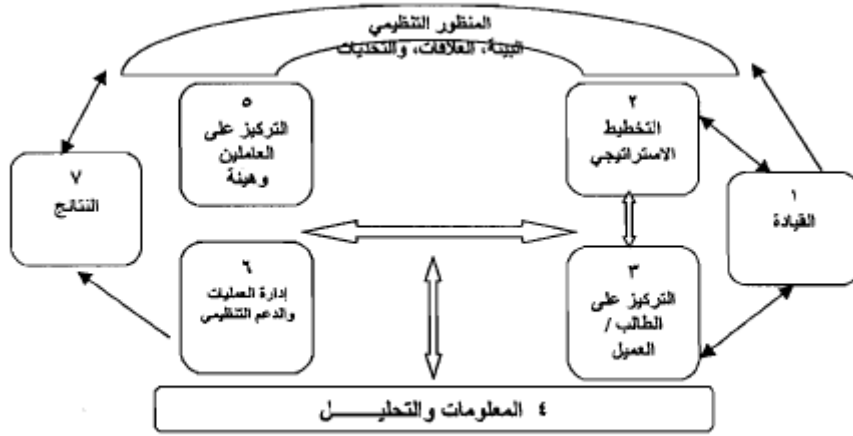 المنظور التنظيمي
البيئة، العلاقات، والتحديات
١
القيادة
٢
التخطيط
الاستراتيجي
٣
التركيز على
الطالب /
العميل
٥
التركيز على
العاملين
وهيئة
٦
إدارة العمليات
والدعم التنظيمي
٧
النتائج
٤ المعلومات والتحليـــــل